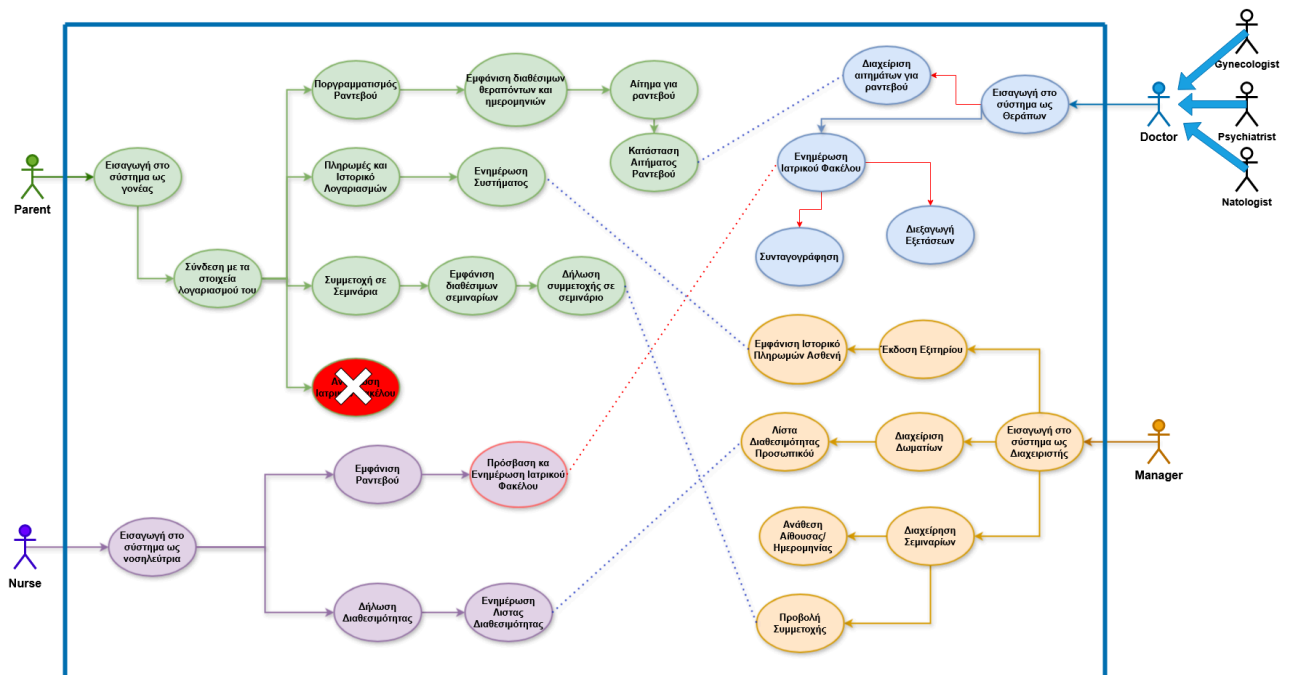 Gynecologist
Psychiatrist
Natologist
Doctor
Parent
Nurse
Manager
Εισαγωγή στο
σύστημα ως
γονέας
Σύνδεση με τα
στοιχεία
λογαριασμού του
Ποργραμματισμός
Ραντεβού
Εμφάνιση διαθέσιμων
θεραπόντων και
ημερομηνιών
Αίτημα για
ραντεβού
Κατάσταση
Αιτήματος
Ραντεβού
Πληρωμές και
Ιστορικό
Λογαριασμών
Ενημέρωση
Συστήματος
Συμμετοχή σε
Σεμινάρια
Εμφάνιση
διαθέσιμων
σεμιναρίων
Δήλωση
συμμετοχής σε
σεμινάριο
Διαχείριση
αιτημάτων για
ραντεβού
Εισαγωγή στο
σύστημα ως
Θεράπων
Ενημέρωση
Ιατρικού Φακέλου
Συνταγογράφηση
Διεξαγωγή
Εξετάσεων
Εμφάνιση Ιστορικό
Πληρωμών Ασθενή
Έκδοση Εξιτηρίου
Λίστα
Διαθεσιμότητας
Προσωπικού
Διαχείριση
Δωματίων
Εισαγωγή στο
σύστημα ως
Διαχειριστής
Ανάθεση
Αίθουσας/
Ημερομηνίας
Διαχείρηση
Σεμιναρίων
Προβολή
Συμμετοχής
Εμφάνιση
Ραντεβού
Πρόσβαση κα
Ενημέρωση Ιατρικού
Φακέλου
Εισαγωγή στο
σύστημα ως
νοσηλεύτρια
Δήλωση
Διαθεσιμότητας
Ενημέρωση
Λιστας
Διαθεσιμότητας